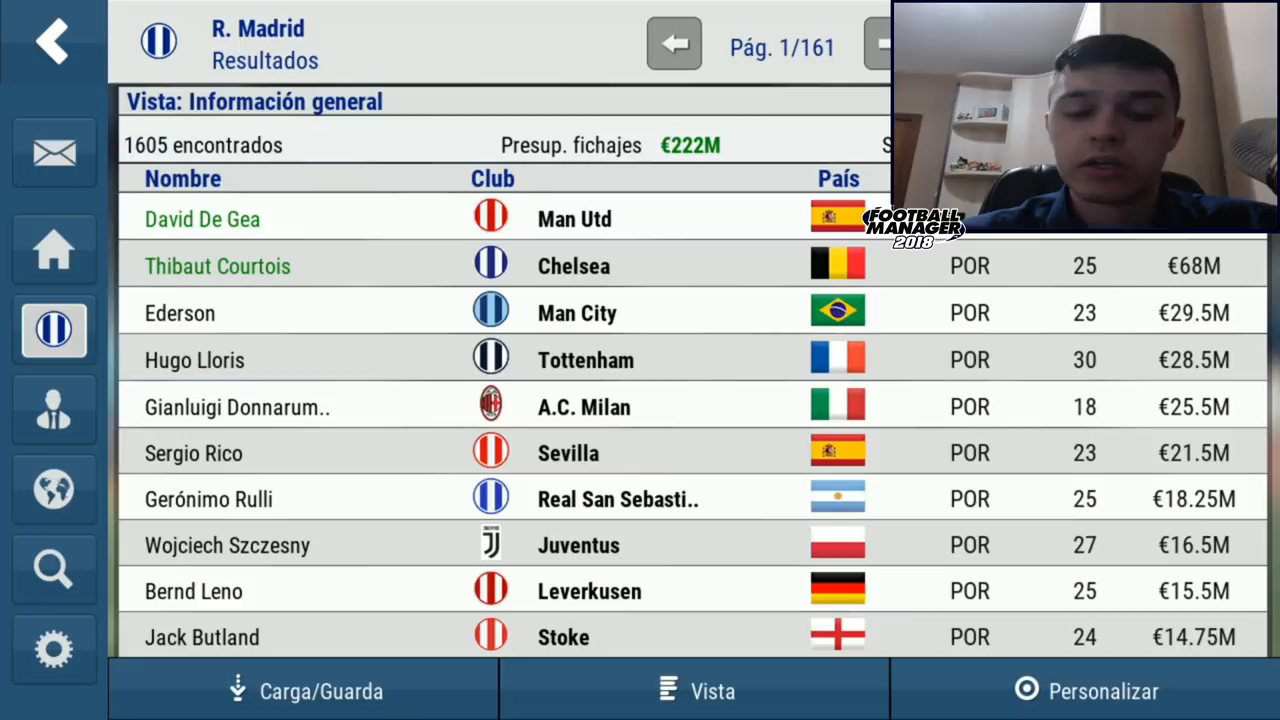 R. Madrid
Resultados
Pág. 1/161
Vista: Información general
1605 encontrados Presup. fichajes €222M S
Nombre Club País
David De Gea Man Utd
FOOTBALL
MANAGER
2018
Thibaut Courtois Chelsea POR 25 €68M
Ederson Man City POR 23 €29.5M
Hugo Lloris Tottenham POR 30 €28.5M
Gianluigi Donnarum.. A.C. Milan POR 18 €25.5M
Sergio Rico Sevilla POR 23 €21.5M
Gerónimo Rulli Real San Sebasti.. POR 25 €18.25M
Wojciech Szczesny Juventus POR 27 €16.5M
Bernd Leno Leverkusen POR 25 €15.5M
Jack Butland Stoke POR 24 €14.75M
Carga/Guarda Vista Personalizar